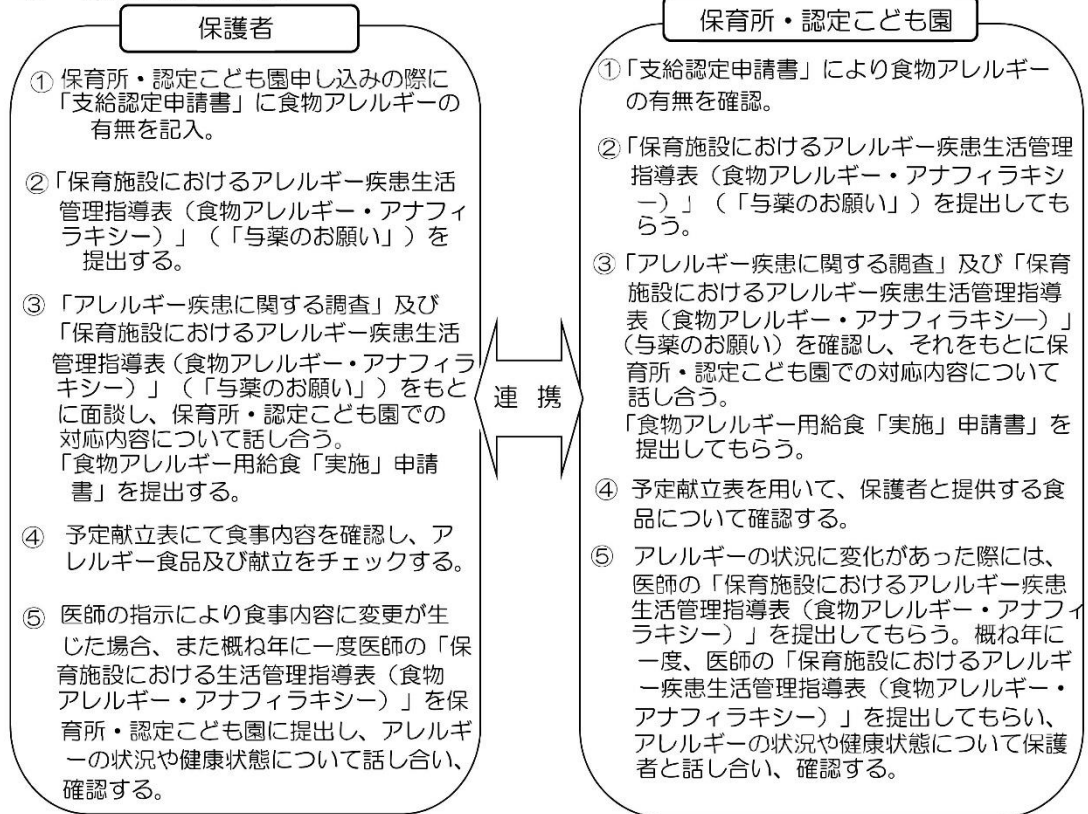 保護者
① 保育所・認定こども園申し込みの際に
「支給認定申請書」に食物アレルギーの
有無を記入。
②「保育施設におけるアレルギー疾患生活
管理指導表（食物アレルギー・アナフィ
ラキシー）」（「与薬のお願い」）を
提出する。
③ 「アレルギー疾患に関する調査」及び
「保育施設におけるアレルギー疾患生活
管理指導表（食物アレルギー・アナフィラ
キシー）」（「与薬のお願い」）をもと
に面談し、保育所・認定こども園での
対応内容について話し合う。
「食物アレルギー用給食「実施」申請
書」を提出する。
④ 予定献立表にて食事内容を確認し、ア
レルギー食品及び献立をチェックする。
⑤ 医師の指示により食事内容に変更が生
じた場合、また概ね年に一度医師の「保
育施設における生活管理指導表（食物
アレルギー・アナフィラキシー）」を保
育所・認定こども園に提出し、アレルギ
ーの状況や健康状態について話し合い、
確認する。
連 携
保育所・認定こども園
①「支給認定申請書」により食物アレルギー
の有無を確認。
②「保育施設におけるアレルギー疾患生活管理
指導表（食物アレルギー・アナフィラキシ
ー）」（「与薬のお願い」）を提出しても
らう。
③「アレルギー疾患に関する調査」及び「保育
施設におけるアレルギー疾患生活管理指導
表（食物アレルギー・アナフィラキシー）」
（与薬のお願い）を確認し、それをもとに保
育所・認定こども園での対応内容について
話し合う。
「食物アレルギー用給食「実施」申請書」を
提出してもらう。
④ 予定献立表を用いて、保護者と提供する食
品について確認する。
⑤ アレルギーの状況に変化があった際には、
医師の「保育施設におけるアレルギー疾患
生活管理指導表（食物アレルギー・アナフィ
ラキシー）」を提出してもらう。概ね年に
一度、医師の「保育施設におけるアレルギ
ー疾患生活管理指導表（食物アレルギー・
アナフィラキシー）」を提出してもらい、
アレルギーの状況や健康状態について保護
者と話し合い、確認する。